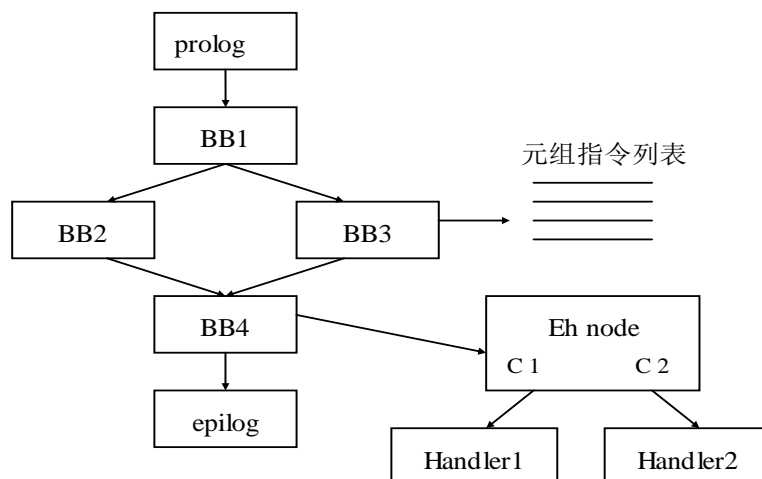 prolog
BB1
元组指令列表
BB2
BB3
BB4
Eh node
C 1
C 2
epilog
Handler1
Handler2